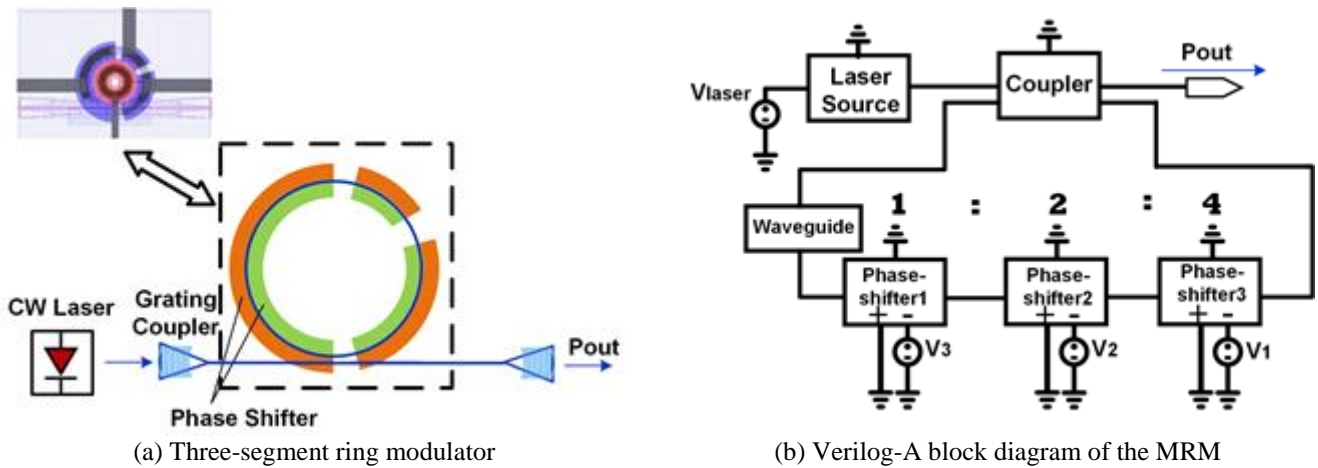 CW Laser
Grating
Coupler
Pout
Phase Shifter
(a) Three-segment ring modulator
Vlaser
Laser
Source
Coupler
Pout
Waveguide
1 : 2 : 4
Phase-
shifter1
+ -
V3
Phase-
shifter2
+ -
V2
Phase-
shifter3
+ -
V1
(b) Verilog-A block diagram of the MRM